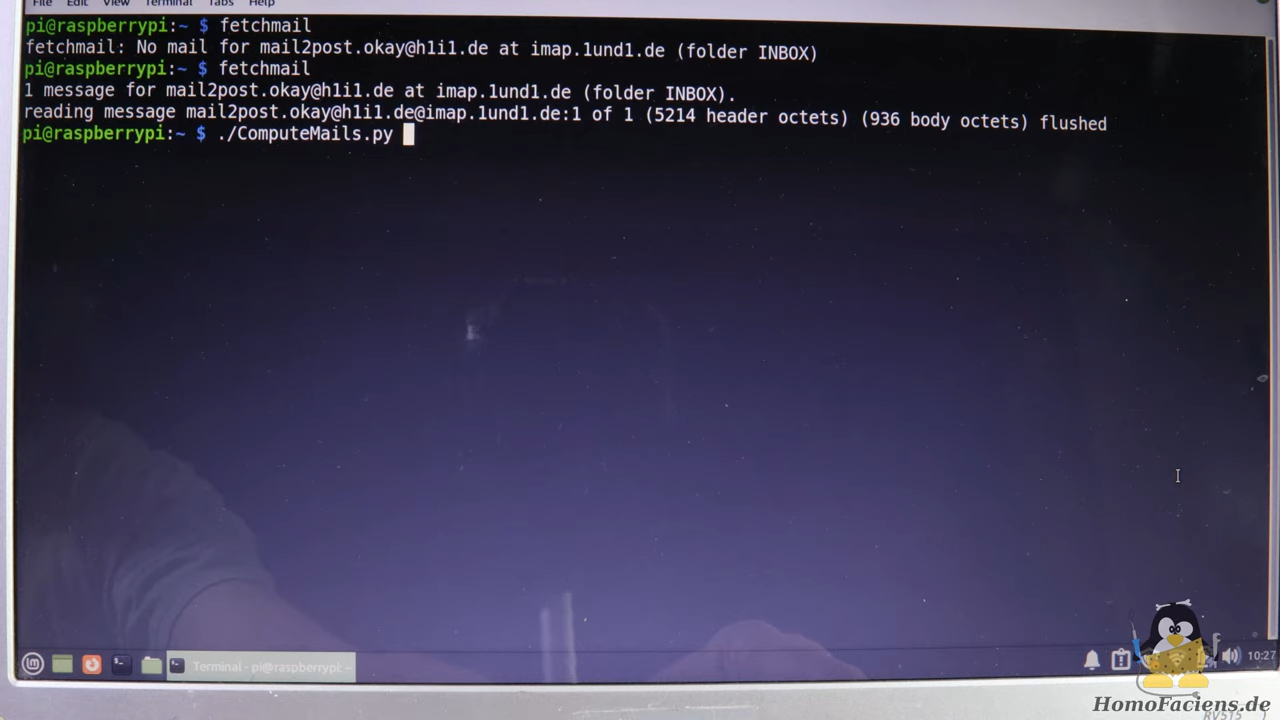 File Edit View Terminal Tabs Help
pi@raspberrypi:~ $ fetchmail
fetchmail: No mail for mail2post.okay@h1i1.de at imap.1und1.de (folder INBOX)
pi@raspberrypi:~ $ fetchmail
1 message for mail2post.okay@h1i1.de at imap.1und1.de (folder INBOX).
reading message mail2post.okay@h1i1.de@imap.1und1.de:1 of 1 (5214 header octets) (936 body octets) flushed
pi@raspberrypi:~ $ ./ComputeMails.py
Terminal - pi@raspberrypi: ~
10:27
HomoFaciens.de
RV515